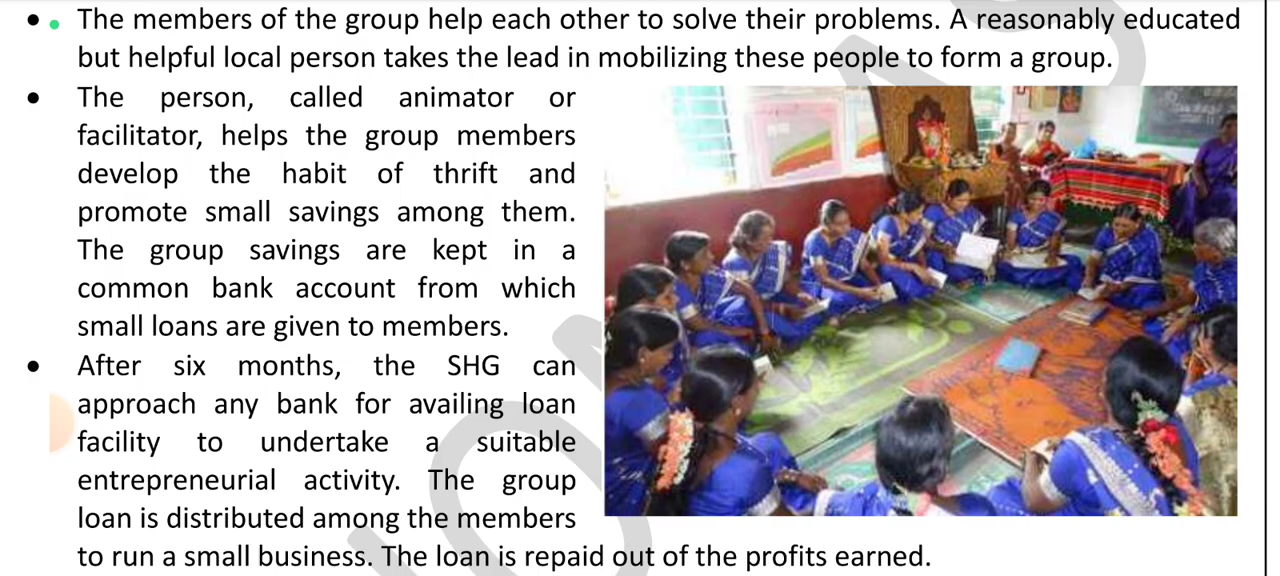 • The members of the group help each other to solve their problems. A reasonably educated
but helpful local person takes the lead in mobilizing these people to form a group.
• The person, called animator or
facilitator, helps the group members
develop the habit of thrift and
promote small savings among them.
The group savings are kept in a
common bank account from which
small loans are given to members.
• After six months, the SHG can
approach any bank for availing loan
facility to undertake a suitable
entrepreneurial activity. The group
loan is distributed among the members
to run a small business. The loan is repaid out of the profits earned.